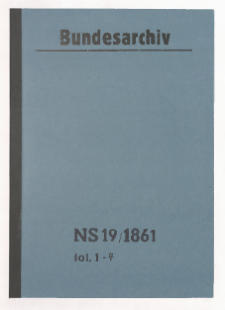 Bundesarchiv
NS 19/1861
fol. 1-9